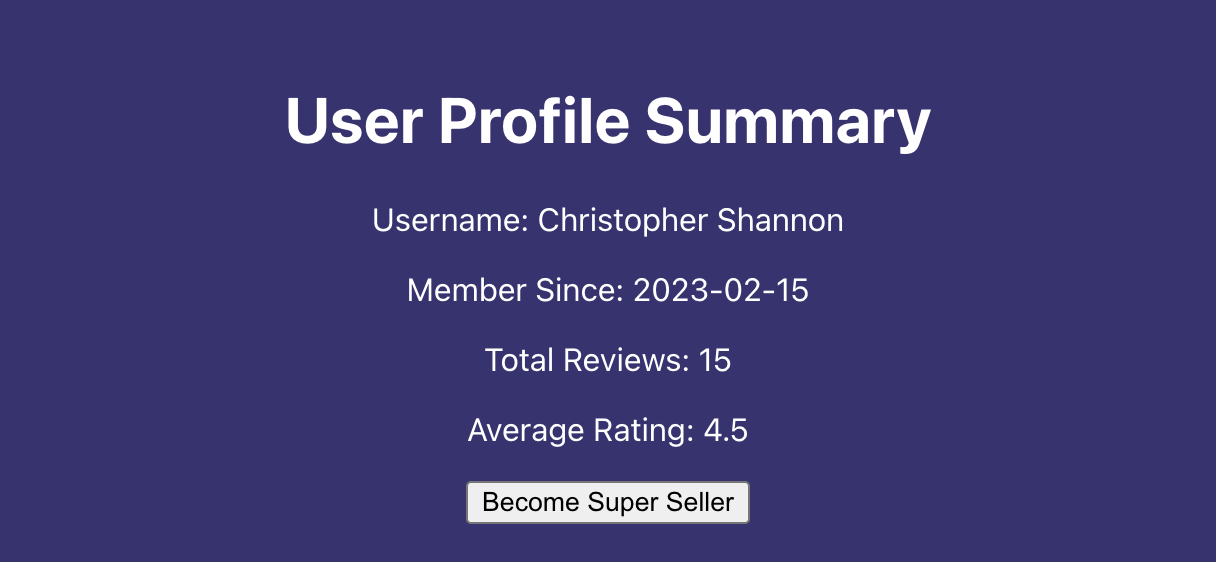 User Profile Summary
Username: Christopher Shannon
Member Since: 2023-02-15
Total Reviews: 15
Average Rating: 4.5
Become Super Seller